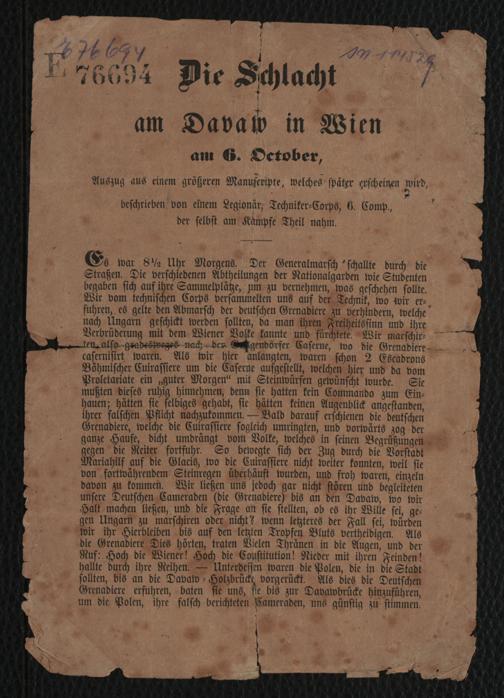 676694
E 76694
Die Schlacht
am Davaw in Wien
am 6. October,
Auszug aus einem größeren Manuscripte, welches später erscheinen wird,
beschrieben von einem Legionär, Techniker-Corps, 6. Comp.,
der selbst am Kampfe Theil nahm.
Es war 8½ Uhr Morgens. Der Generalmarsch schallte durch die
Straßen. Die verschiedenen Abtheilungen der Nationalgarden wie Studenten
begaben sich auf ihre Sammelplätze, um zu vernehmen, was geschehen sollte.
Wir vom technischen Corps versammelten uns auf der Technik, wo wir er-
fuhren, es gelte den Abmarsch der deutschen Grenadiere zu verhindern, welche
nach Ungarn geschickt werden sollten, da man ihren Freiheitssinn und ihre
Verbrüderung mit dem Wiener Volke kannte und fürchtete. Wir marschir-
ten also gradeweges nach der Caserne, wo die Grenadiere
casernisirt waren. Als wir hier anlangten, waren schon 2 Escadrons
Böhmischer Cuirassiere um die Caserne aufgestellt, welchen hier und da vom
Proletariate ein „guter Morgen“ mit Steinwürfen gewünscht wurde. Sie
mußten dieses ruhig hinnehmen, denn sie hatten kein Commando zum Ein-
hauen; hätten sie selbiges gehabt, sie hätten keinen Augenblick angestanden,
ihrer falschen Pflicht nachzukommen. — Bald darauf erschienen die deutschen
Grenadiere, welche die Cuirassiere sogleich umringten, und vorwärts zog der
ganze Haufe, dicht umdrängt vom Volke, welches in seinen Begrüßungen
gegen die Reiter fortfuhr. So bewegte sich der Zug durch die Vorstadt
Mariahilf auf die Glacis, wo die Cuirassiere nicht weiter konnten, weil sie
von fortwährendem Steinregen überhäuft wurden, und froh waren, einzeln
davon zu kommen. Wir ließen uns jedoch gar nicht stören und begleiteten
unsere Deutschen Cameraden (die Grenadiere) bis an den Davaw, wo wir
Halt machen ließen, und die Frage an sie stellten, ob es ihr Wille sei, ge-
gen Ungarn zu marschiren oder nicht? wenn letzteres der Fall sei, würden
wir ihr Hierbleiben bis auf den letzten Tropfen Bluts vertheidigen. Als
die Grenadiere Dies hörten, traten Vielen Thränen in die Augen, und der
Ruf: Hoch die Wiener! Hoch die Coustitution! Nieder mit ihren Feinden!
hallte durch ihre Reihen. — Unterdessen waren die Polen, die in die Stadt
sollten, bis an die Davaw-Holzbrücke vorgerückt. Als dies die Deutschen
Grenadiere erfuhren, baten sie uns, sie bis zur Davawbrücke hinzuführen,
um die Polen, ihre falsch berichteten Cameraden, uns günstig zu stimmen.